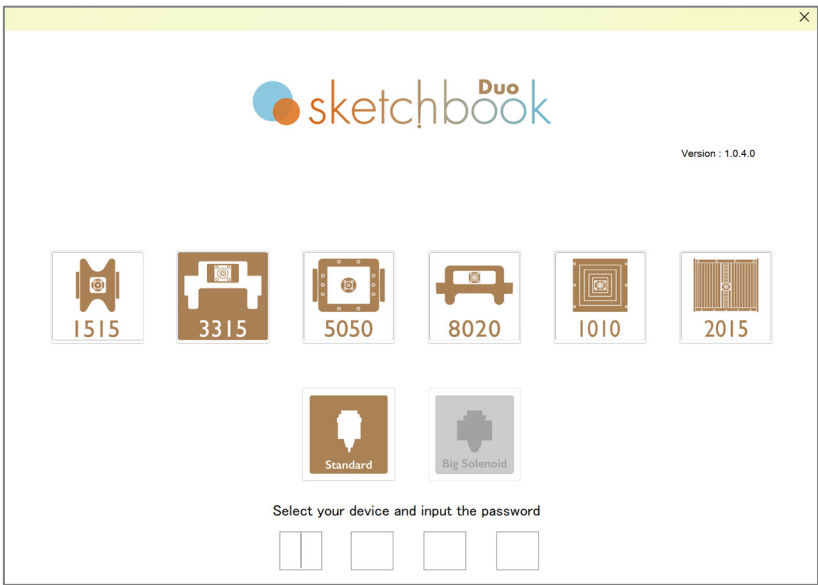 Duo
sketchbook
Version : 1.0.4.0
1515 3315 5050 8020 1010 2015
Standard Big Solenoid
Select your device and input the password